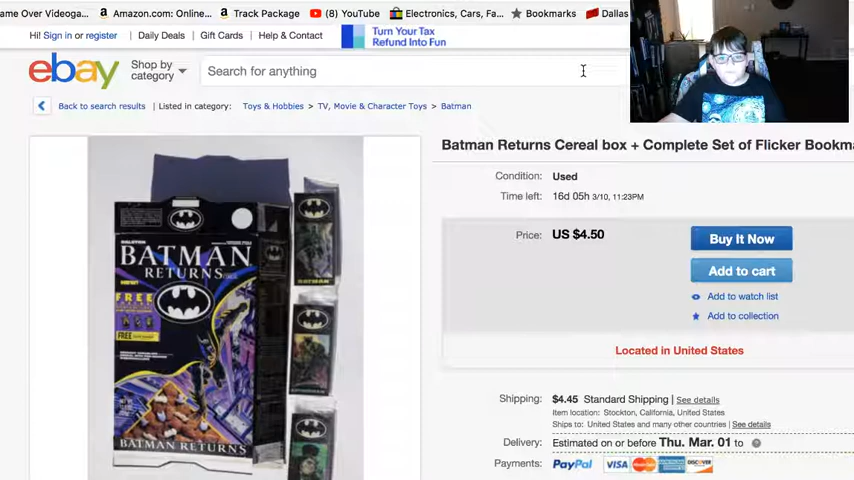 ame Over Videoga... Amazon.com: Online... Track Package (8) YouTube Electronics, Cars, Fa... Bookmarks Dallas
Hi! Sign in or register Daily Deals Gift Cards Help & Contact
Turn Your Tax
Refund Into Fun
ebay
Shop by
category
Search for anything
Back to search results Listed in category: Toys & Hobbies > TV, Movie & Character Toys > Batman
Batman Returns Cereal box + Complete Set of Flicker Bookma
Condition: Used
Time left: 16d 05h 3/10, 11:23PM
Price: US $4.50
Buy It Now
Add to cart
Add to watch list
Add to collection
Located in United States
Shipping: $4.45 Standard Shipping | See details
Item location: Stockton, California, United States
Ships to: United States and many other countries | See details
Delivery: Estimated on or before Thu. Mar. 01 to
Payments: PayPal VISA MasterCard DISCOVER
BATMAN
RETURNS
FREE
FREE
BATMAN RETURNS